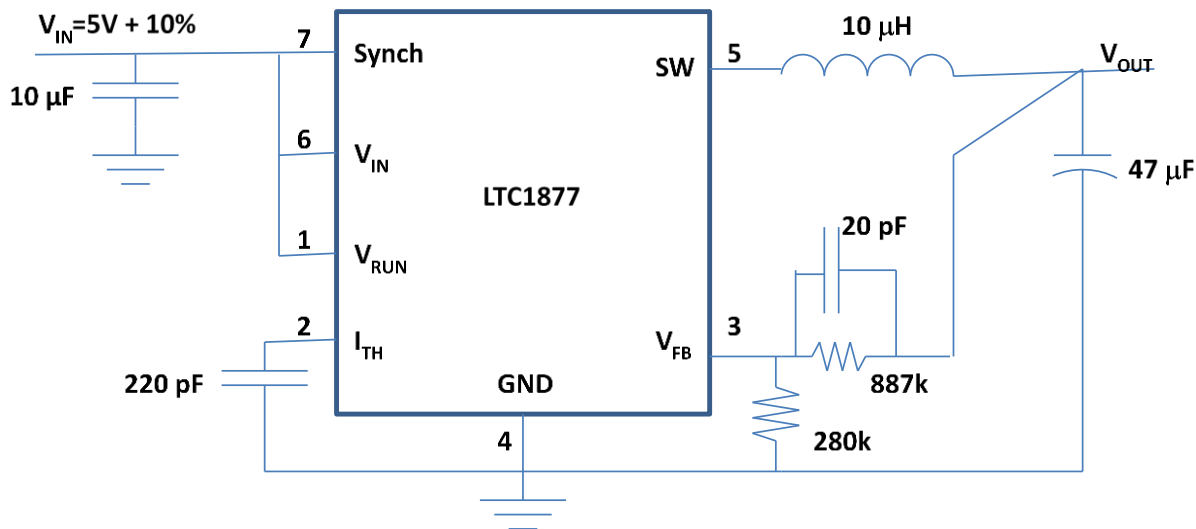 V_IN=5V + 10%
10 µF
7
Synch
6
V_IN
1
V_RUN
2
I_TH
220 pF
LTC1877
GND
4
SW
5
10 µH
V_OUT
47 µF
20 pF
3
V_FB
887k
280k